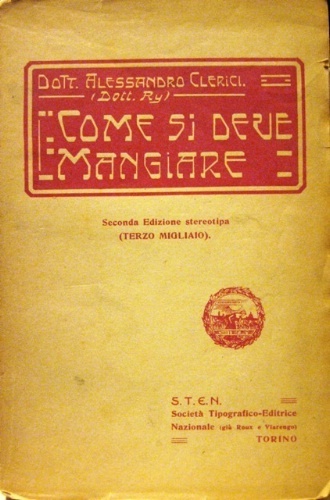 DOTT. ALESSANDRO CLERICI.
(Dott. Ry)
COME SI DEVE
MANGIARE
Seconda Edizione stereotipa
(TERZO MIGLIAIO).
S. T. E. N.
Società Tipografico-Editrice
Nazionale (già Roux e Viarengo)
TORINO